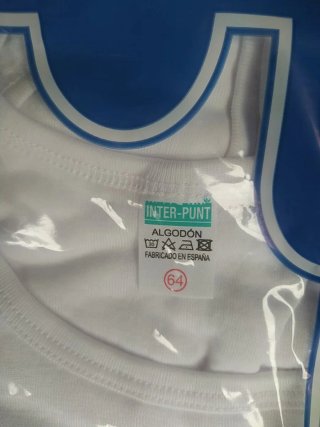 INTER-PUNT
ALGODÓN
FABRICADO EN ESPAÑA
64